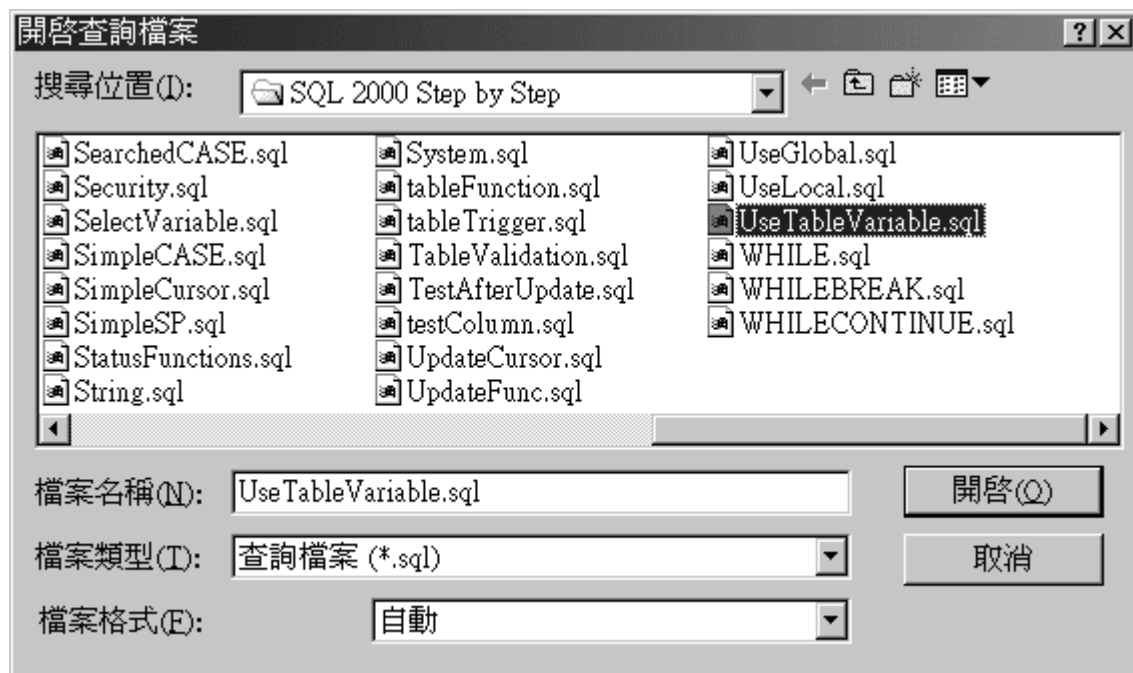 開啓查詢檔案
搜尋位置(I): SQL 2000 Step by Step
SearchedCASE.sql
Security.sql
SelectVariable.sql
SimpleCASE.sql
SimpleCursor.sql
SimpleSP.sql
StatusFunctions.sql
String.sql
System.sql
tableFunction.sql
tableTrigger.sql
TableValidation.sql
TestAfterUpdate.sql
testColumn.sql
UpdateCursor.sql
UpdateFunc.sql
UseGlobal.sql
UseLocal.sql
UseTableVariable.sql
WHILE.sql
WHILEBREAK.sql
WHILECONTINUE.sql
檔案名稱(N): UseTableVariable.sql 開啓(O)
檔案類型(T): 查詢檔案 (*.sql) 取消
檔案格式(F): 自動